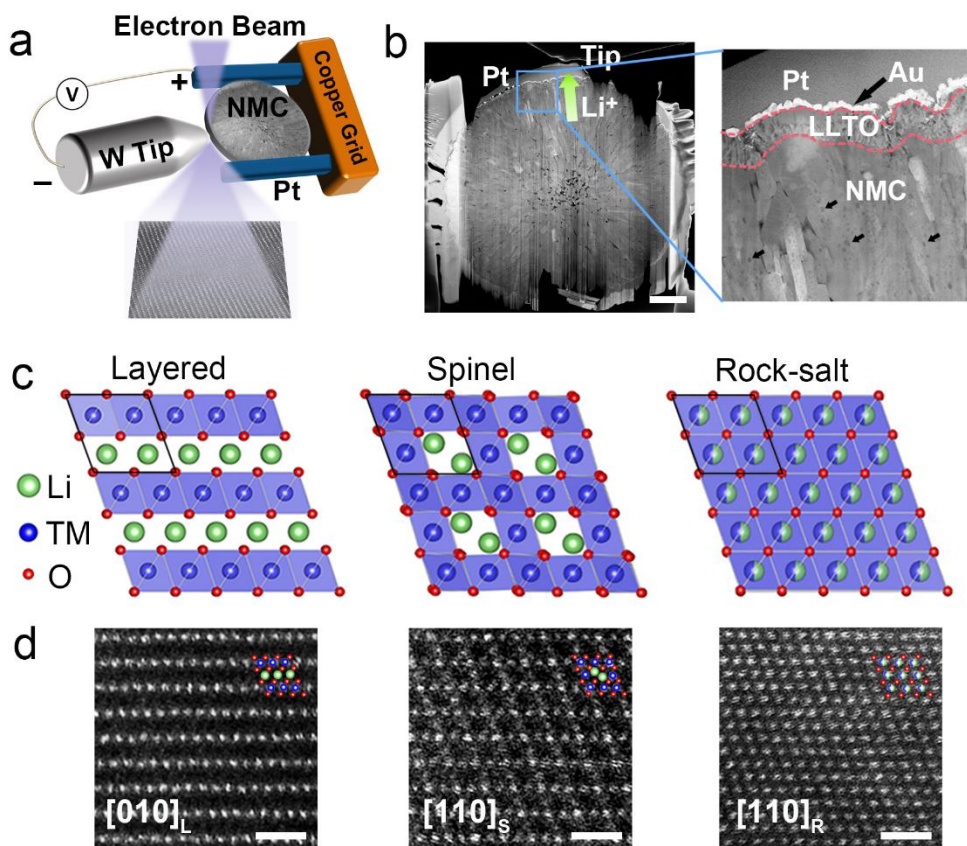 a
Electron Beam
V
+
NMC
Copper Grid
W Tip
−
Pt
b
Tip
Pt
Li⁺
Pt
Au
LLTO
NMC
c
Layered
Spinel
Rock-salt
Li
TM
O
d
[010]L
[110]S
[110]R